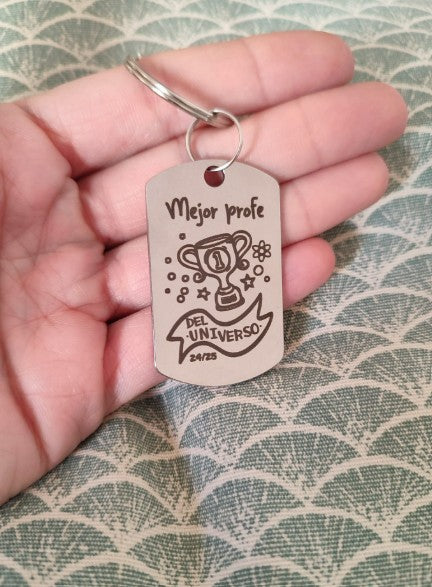 Mejor profe
1
DEL
·UNIVERSO·
24/25